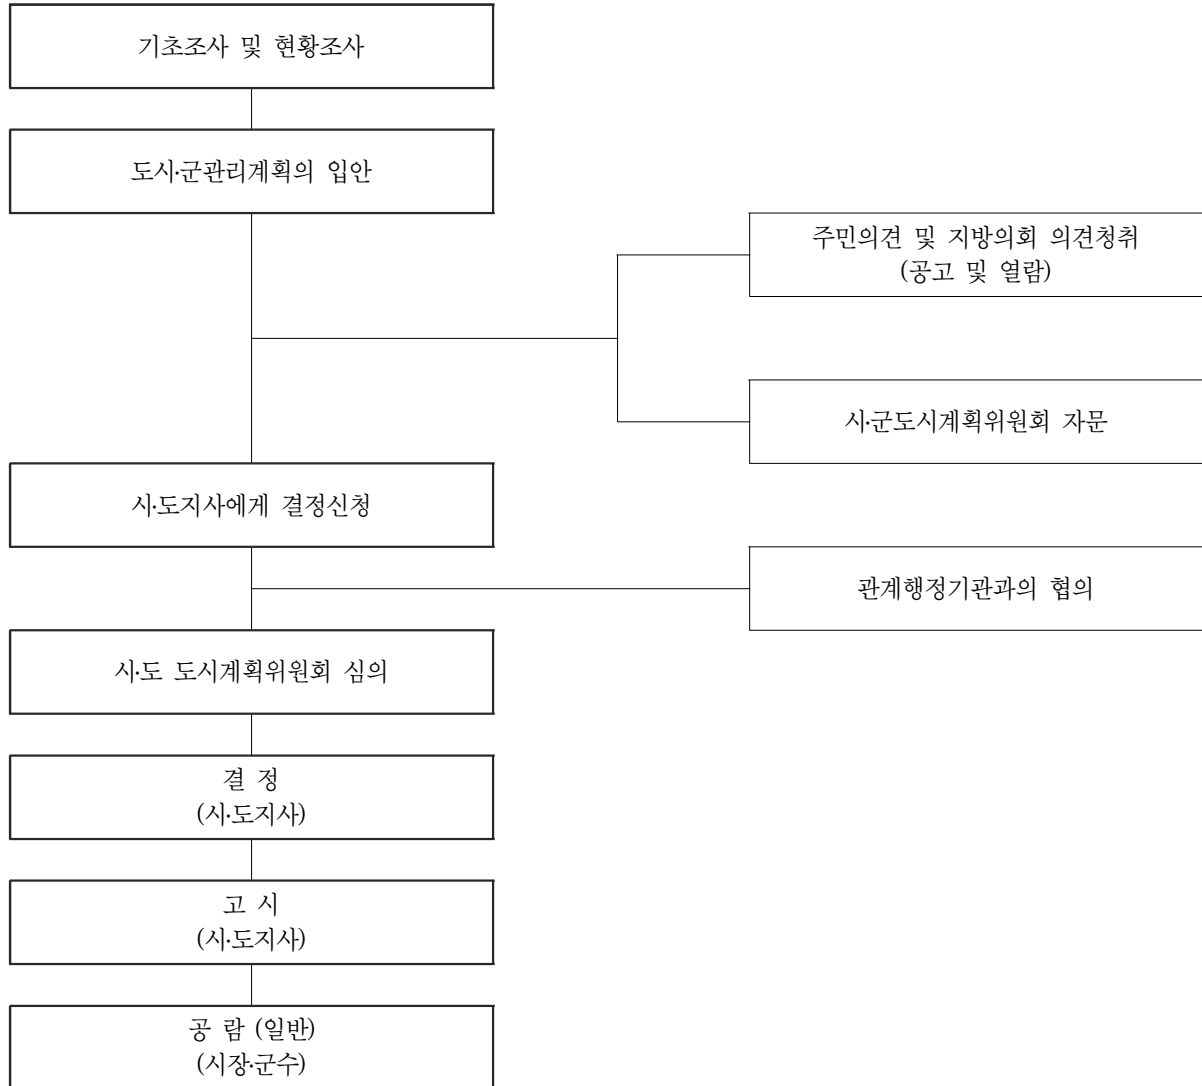 기초조사 및 현황조사
도시·군관리계획의 입안
주민의견 및 지방의회 의견청취
(공고 및 열람)
시·군도시계획위원회 자문
시·도지사에게 결정신청
관계행정기관과의 협의
시·도 도시계획위원회 심의
결 정
(시·도지사)
고 시
(시·도지사)
공 람 (일반)
(시장·군수)